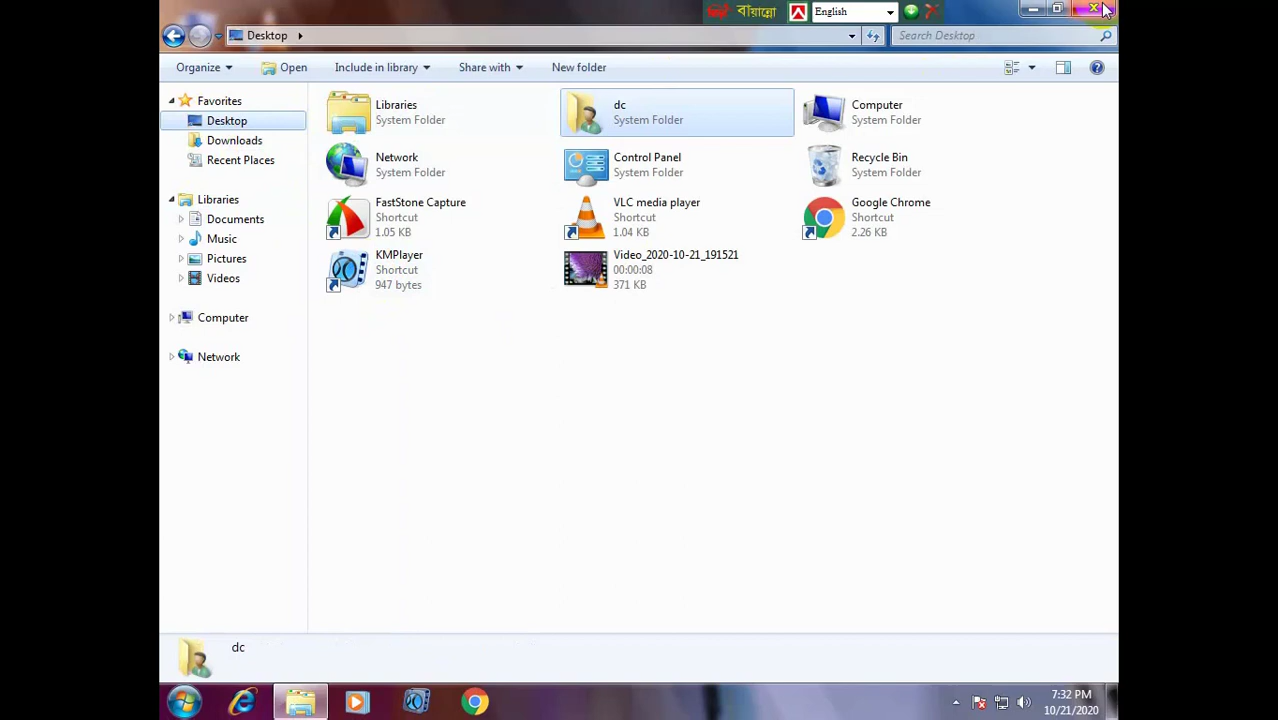 বাঁয়ান্নো
English
Desktop
Search Desktop
Organize
Open
Include in library
Share with
New folder
Favorites
Desktop
Downloads
Recent Places
Libraries
Documents
Music
Pictures
Videos
Computer
Network
Libraries
System Folder
dc
System Folder
Computer
System Folder
Network
System Folder
Control Panel
System Folder
Recycle Bin
System Folder
FastStone Capture
Shortcut
1.05 KB
VLC media player
Shortcut
1.04 KB
Google Chrome
Shortcut
2.26 KB
KMPlayer
Shortcut
947 bytes
Video_2020-10-21_191521
00:00:08
371 KB
dc
7:32 PM
10/21/2020